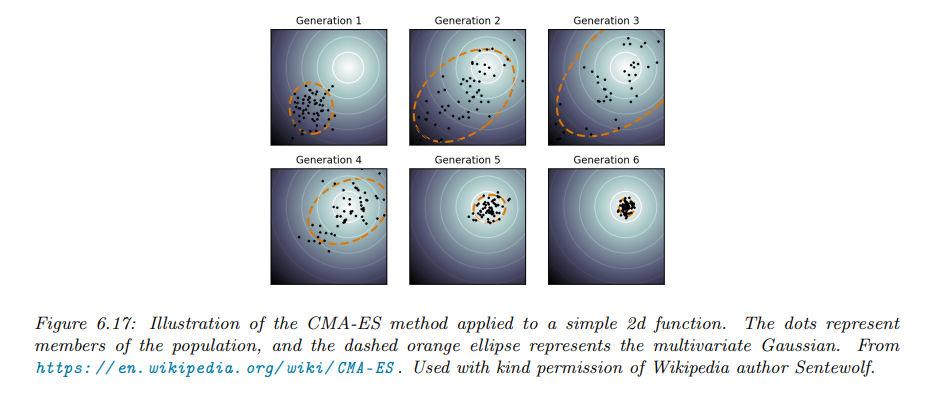 Generation 1
Generation 2
Generation 3
Generation 4
Generation 5
Generation 6
Figure 6.17: Illustration of the CMA-ES method applied to a simple 2d function. The dots represent
members of the population, and the dashed orange ellipse represents the multivariate Gaussian. From
https://en.wikipedia.org/wiki/CMA-ES. Used with kind permission of Wikipedia author Sentewolf.